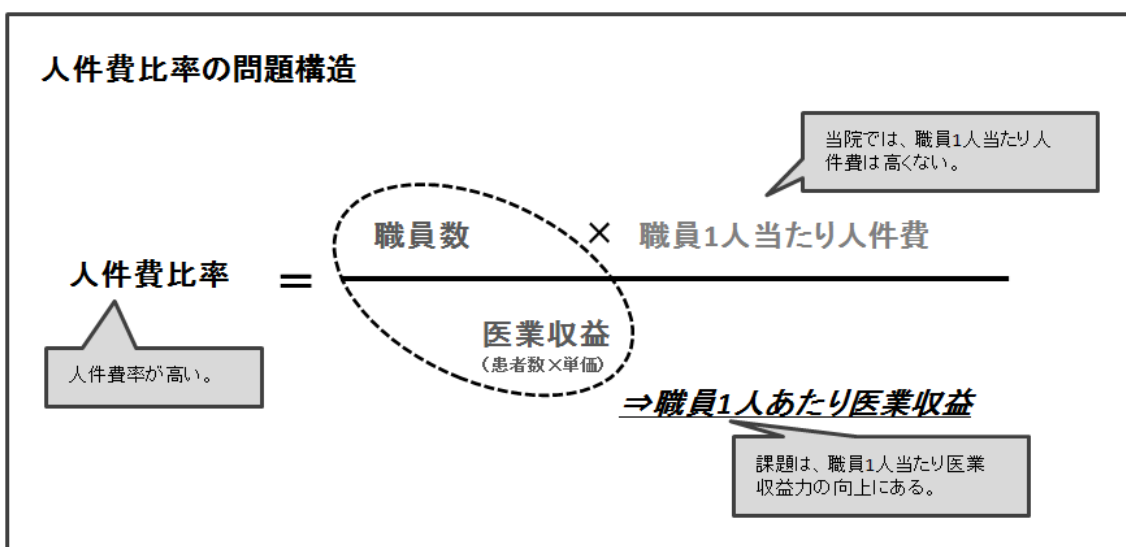 人件費比率の問題構造
当院では、職員1人当たり人
件費は高くない。
職員数 × 職員1人当たり人件費
人件費比率 =
医業収益
(患者数×単価)
人件費率が高い。
⇒職員1人あたり医業収益
課題は、職員1人当たり医業
収益力の向上にある。